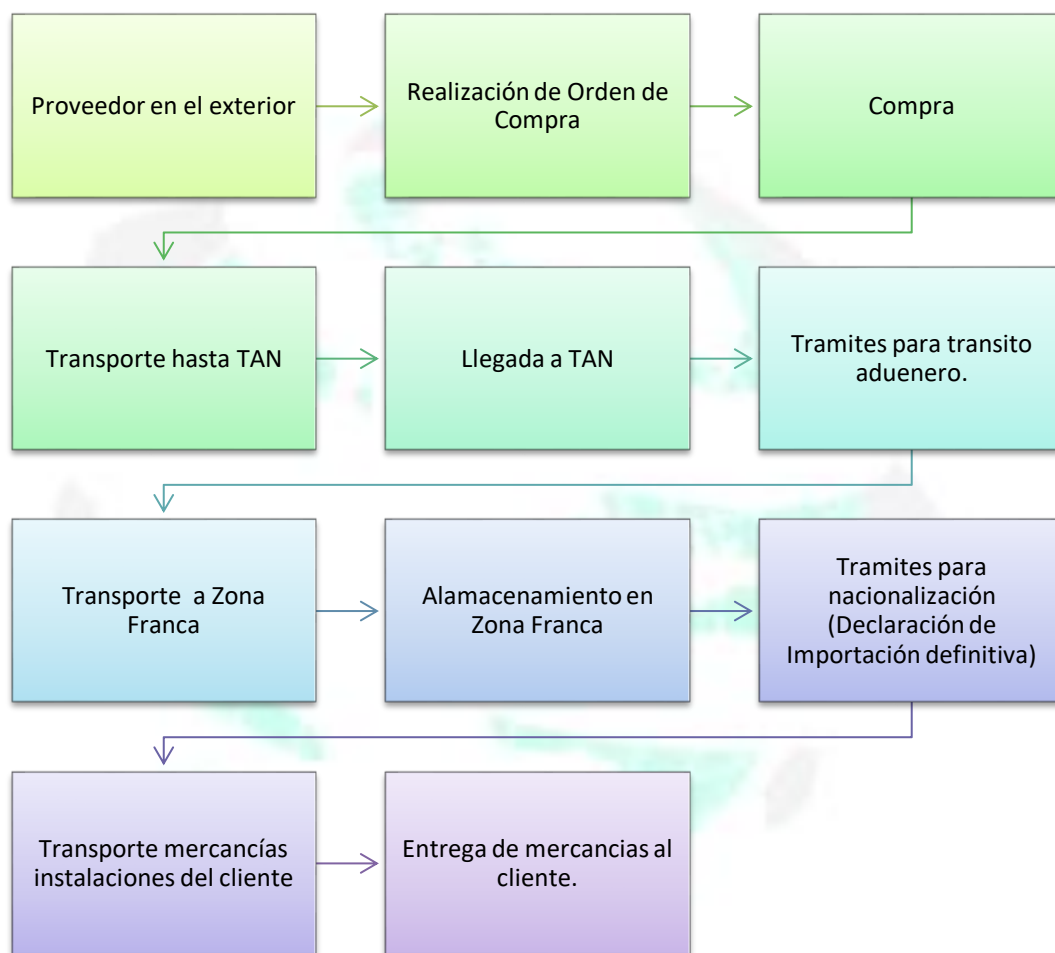 Proveedor en el exterior
Realización de Orden de
Compra
Compra
Transporte hasta TAN
Llegada a TAN
Tramites para transito
aduenero.
Transporte a Zona
Franca
Alamacenamiento en
Zona Franca
Tramites para
nacionalización
(Declaración de
Importación definitiva)
Transporte mercancías
instalaciones del cliente
Entrega de mercancias al
cliente.